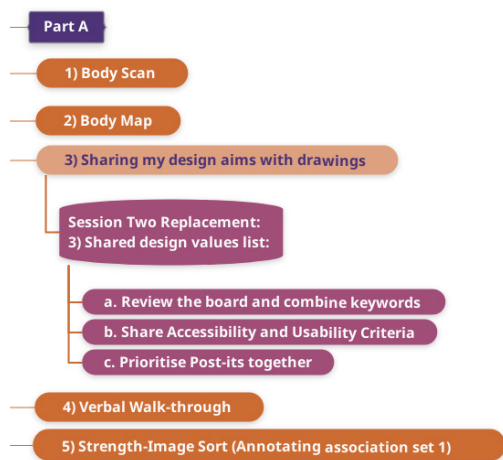 Part A
1) Body Scan
2) Body Map
3) Sharing my design aims with drawings
Session Two Replacement:
3) Shared design values list:
a. Review the board and combine keywords
b. Share Accessibility and Usability Criteria
c. Prioritise Post-its together
4) Verbal Walk-through
5) Strength-Image Sort (Annotating association set 1)